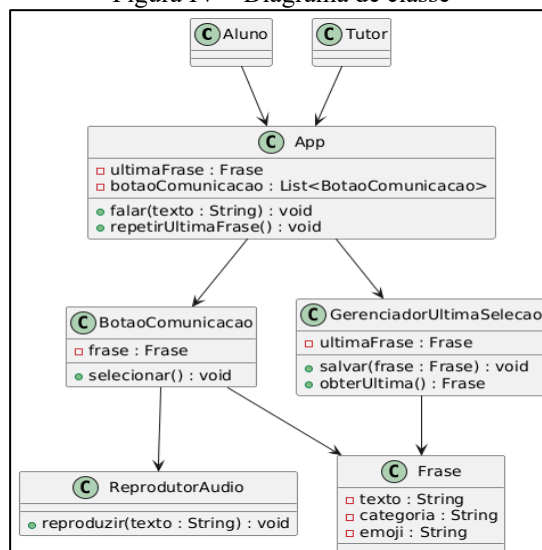 Figura IV – Diagrama de classe
C Aluno
C Tutor
C App
ultimaFrase : Frase
botaoComunicacao : List<BotaoComunicacao>
falar(texto : String) : void
repetirUltimaFrase() : void
C BotaoComunicacao
frase : Frase
selecionar() : void
C GerenciadorUltimaSelecao
ultimaFrase : Frase
salvar(frase : Frase) : void
obterUltima() : Frase
C ReprodutorAudio
reproduzir(texto : String) : void
C Frase
texto : String
categoria : String
emoji : String